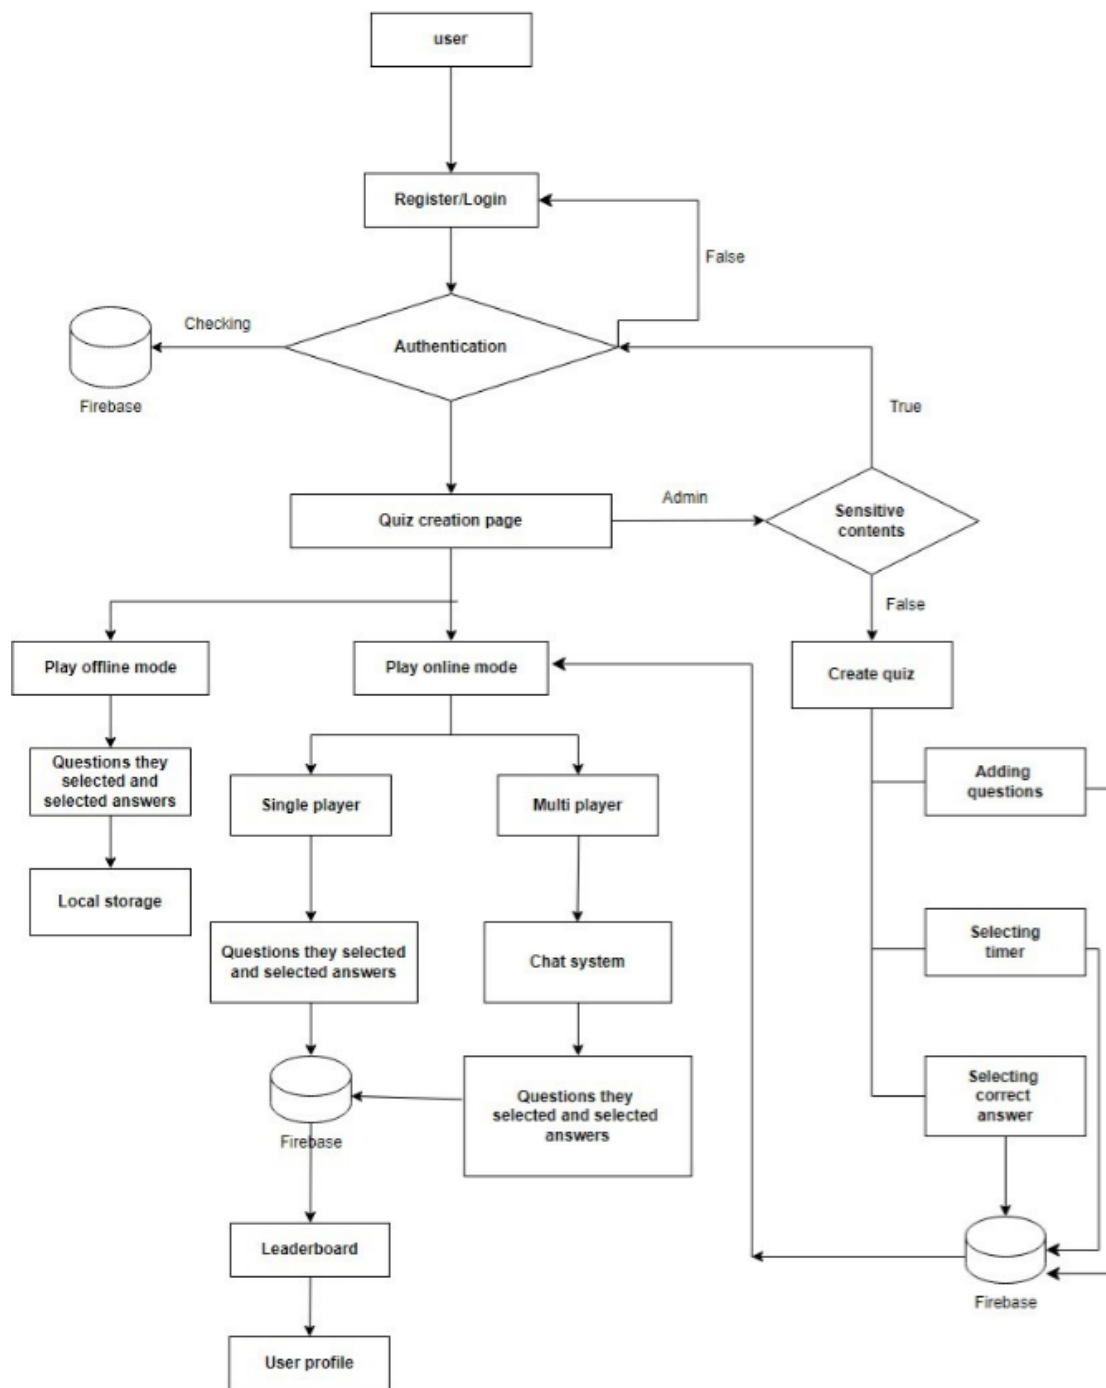 user
Register/Login
False
Checking
Authentication
Firebase
True
Admin
Quiz creation page
Sensitive
contents
False
Play offline mode
Play online mode
Create quiz
Questions they
selected and
selected answers
Single player
Multi player
Adding
questions
Local storage
Questions they selected
and selected answers
Chat system
Selecting
timer
Selecting
correct
answer
Questions they
selected and selected
answers
Firebase
Leaderboard
Firebase
User profile